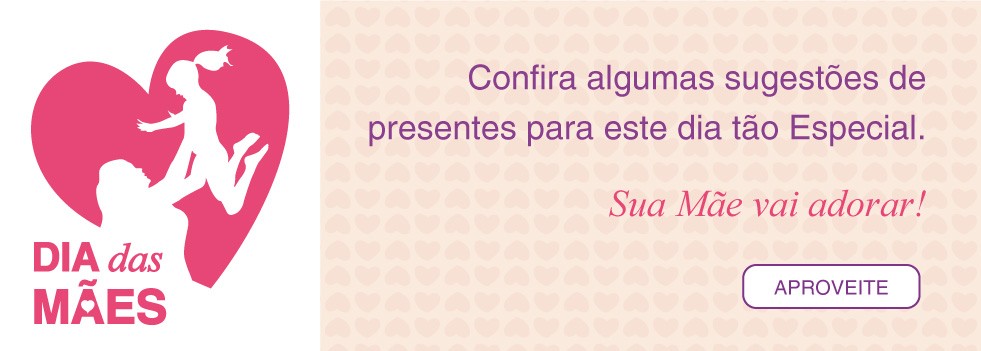 DIA das
MÃES
Confira algumas sugestões de
presentes para este dia tão Especial.
Sua Mãe vai adorar!
APROVEITE